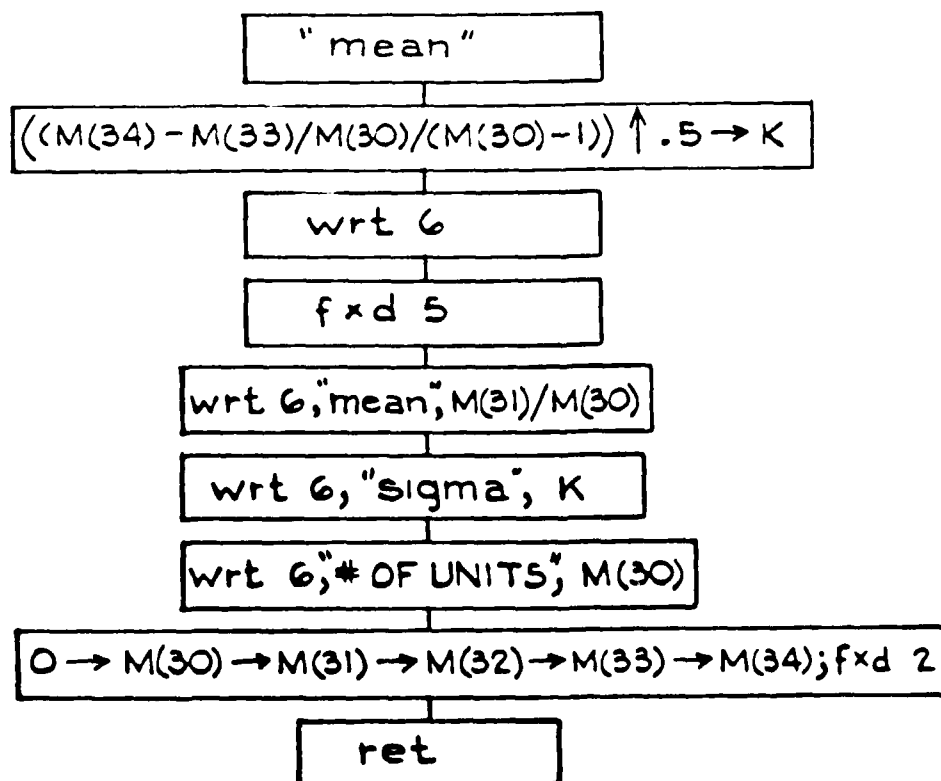 "mean"
((M(34)-M(33)/M(30)/(M(30)-1))↑.5→K
wrt 6
fxd 5
wrt 6,"mean",M(31)/M(30)
wrt 6, "sigma", K
wrt 6,"# OF UNITS", M(30)
0→M(30)→M(31)→M(32)→M(33)→M(34);fxd 2
ret